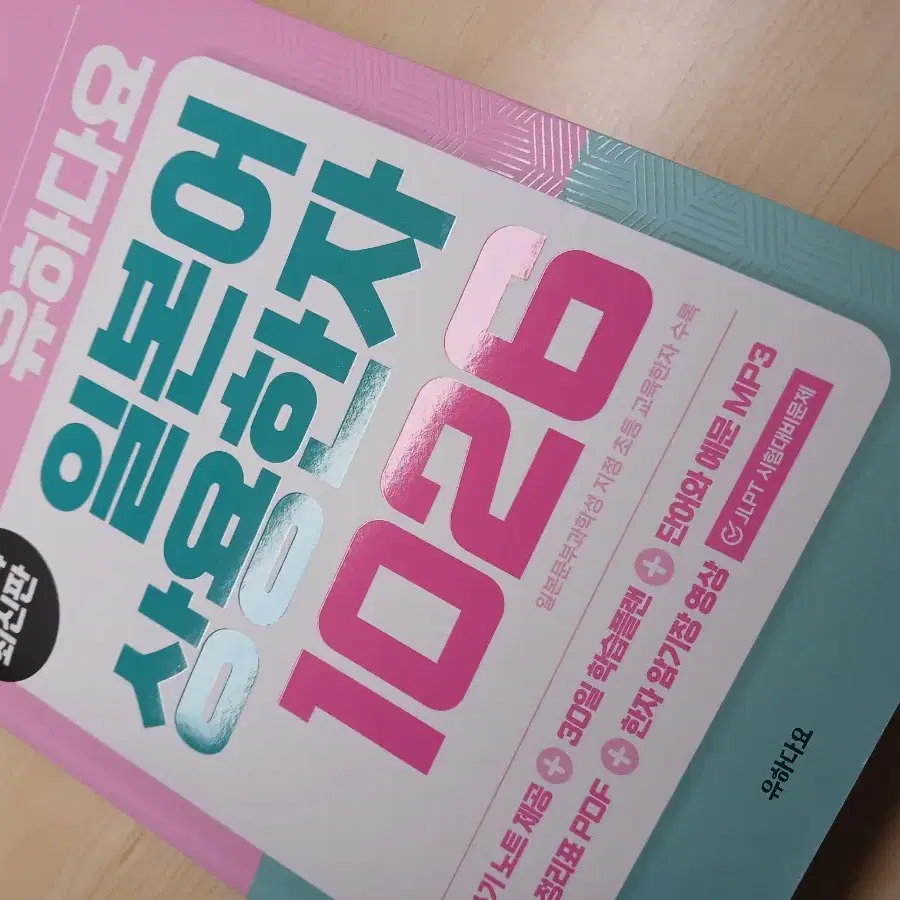 유하다요
최신판
일본어
상용한자
1026
일본문부과학성 지정 초등 교육한자 수록
노트 제공 + 30일 학습플랜 + 단어와 예문 MP3
정리표 PDF + 한자 암기장 영상
JLPT 시험대비문제
유하다요